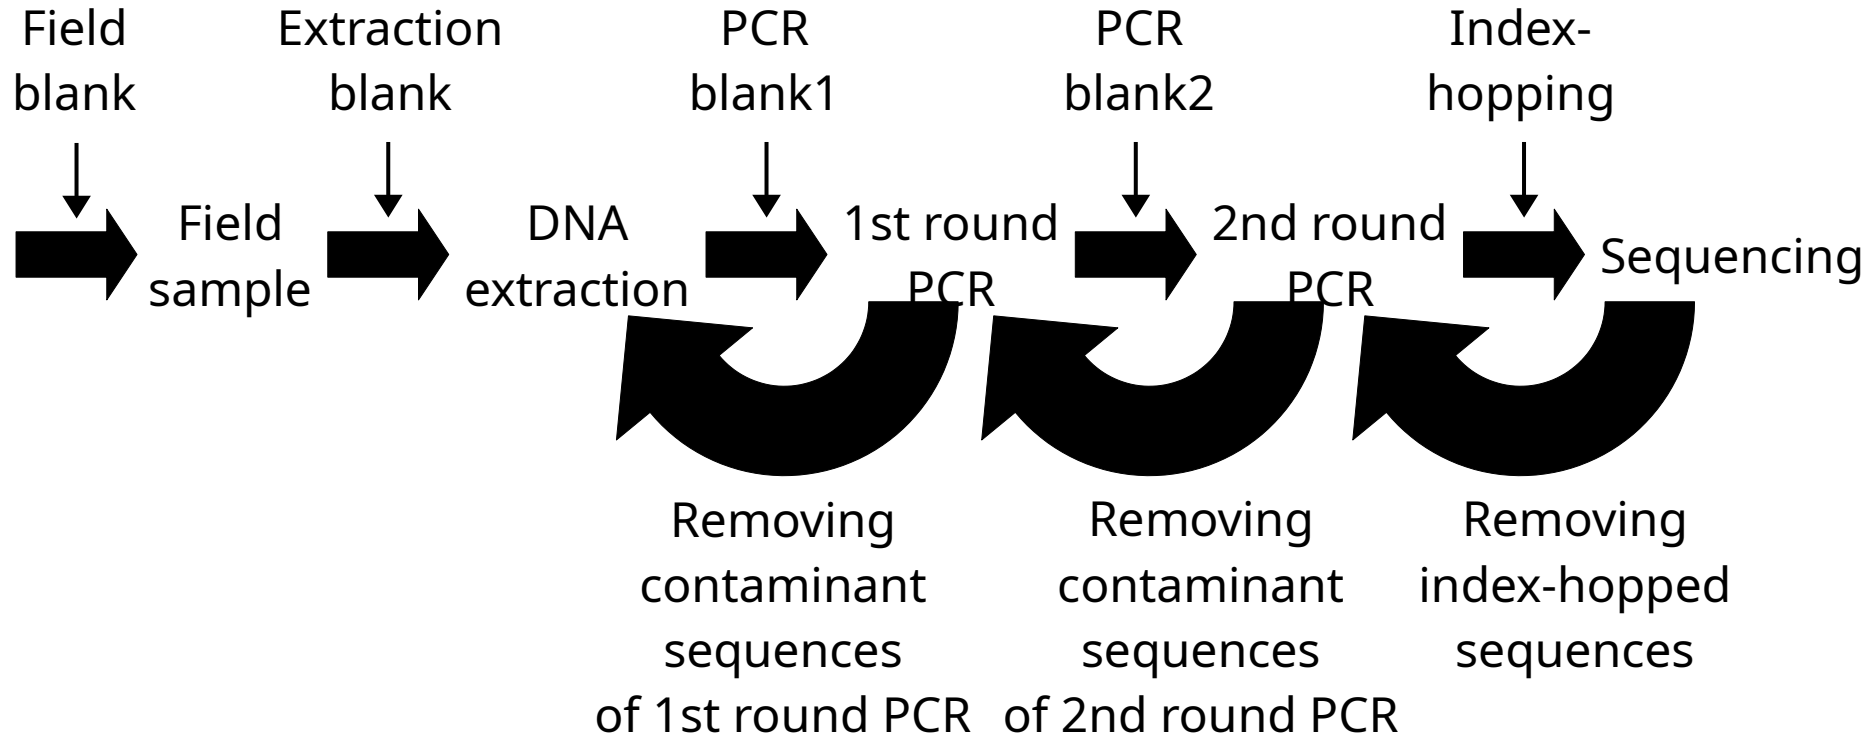 Field
blank
Extraction
blank
PCR
blank1
PCR
blank2
Index-
hopping
Field
sample
DNA
extraction
1st round
PCR
2nd round
PCR
Sequencing
Removing
contaminant
sequences
of 1st round PCR
Removing
contaminant
sequences
of 2nd round PCR
Removing
index-hopped
sequences